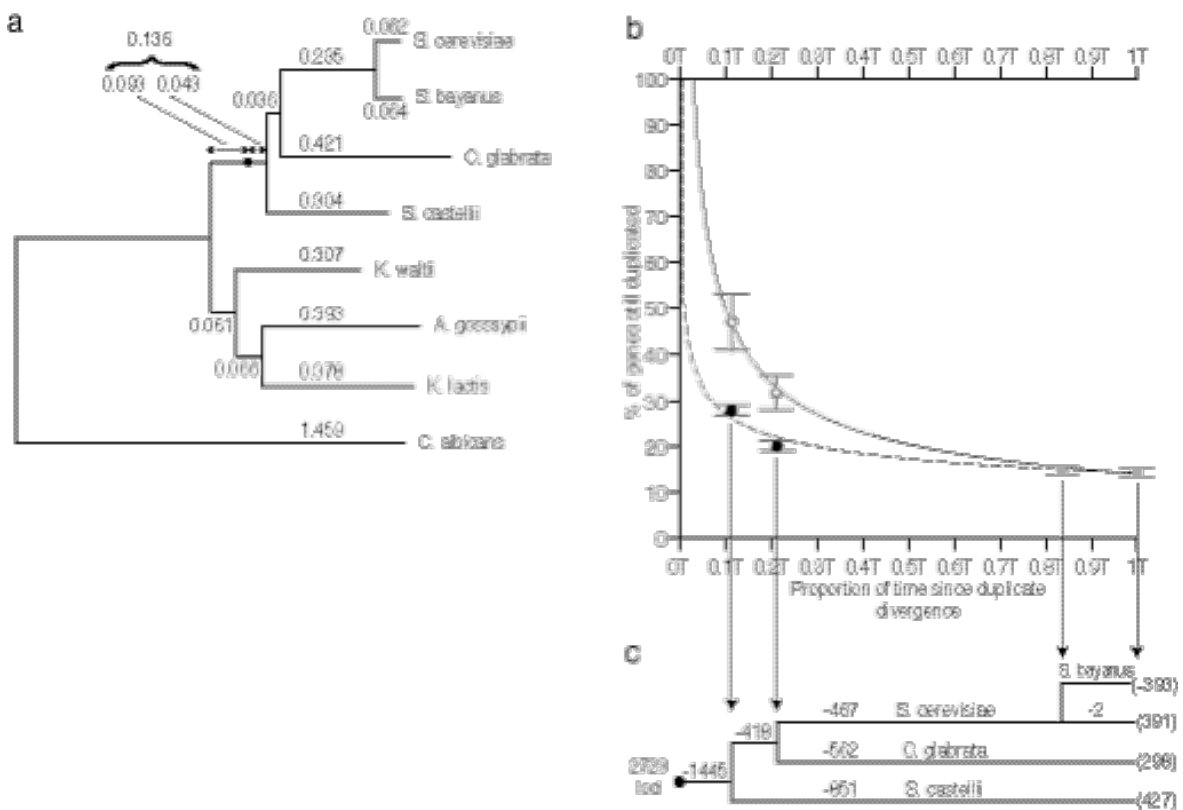 a
0.136
0.093 0.043
0.062
S. cerevisiae
0.295
S. bayanus
0.064
0.036
0.421
C. glabrata
0.304
S. castellii
0.307
K. waltii
0.061
0.393
A. gossypii
0.066
0.378
K. lactis
1.459
C. albicans
b
0T 0.1T 0.2T 0.3T 0.4T 0.5T 0.6T 0.7T 0.8T 0.9T 1T
100
90
80
70
60
50
40
30
20
10
0
% of genes still duplicated
0T 0.1T 0.2T 0.3T 0.4T 0.5T 0.6T 0.7T 0.8T 0.9T 1T
Proportion of time since duplicate
divergence
c
S. bayanus
(-393)
-467 S. cerevisiae -2 (391)
-418
-562 C. glabrata (298)
2723
loci
-1445
-851 S. castellii (427)